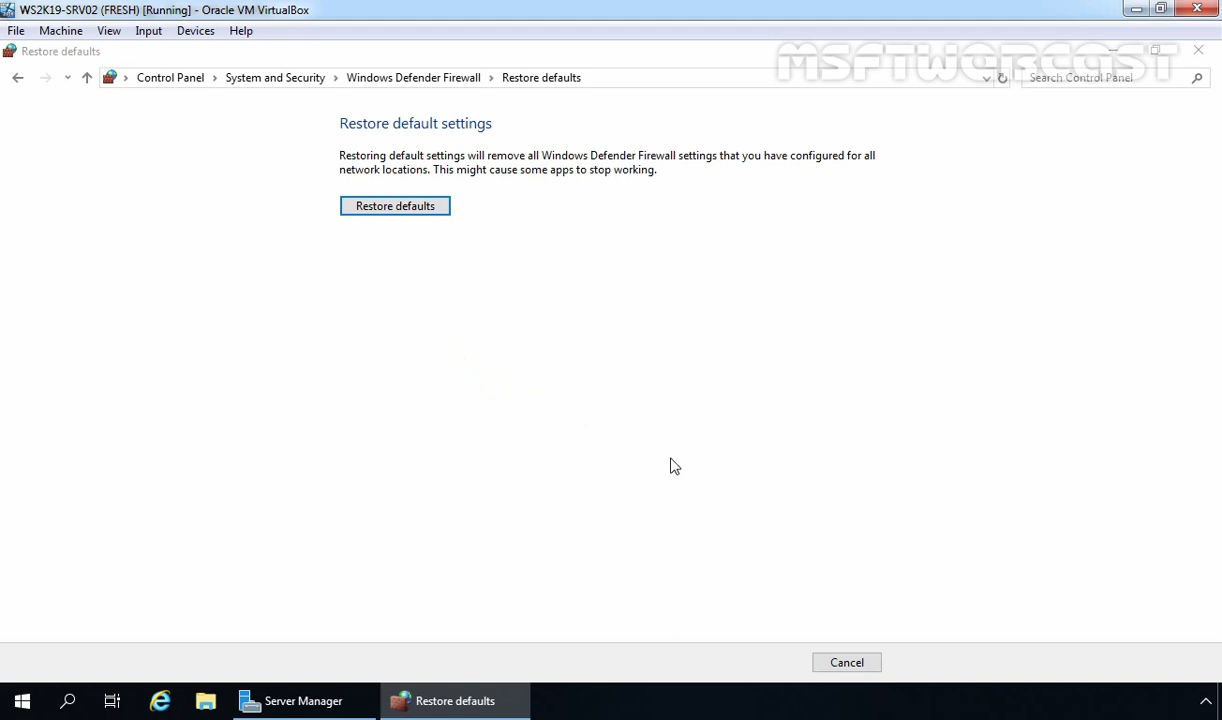 WS2K19-SRV02 (FRESH) [Running] - Oracle VM VirtualBox
File Machine View Input Devices Help
Restore defaults
MSFTWEBCAST
Control Panel System and Security Windows Defender Firewall Restore defaults Search Control Panel
Restore default settings
Restoring default settings will remove all Windows Defender Firewall settings that you have configured for all
network locations. This might cause some apps to stop working.
Restore defaults
Cancel
Server Manager Restore defaults